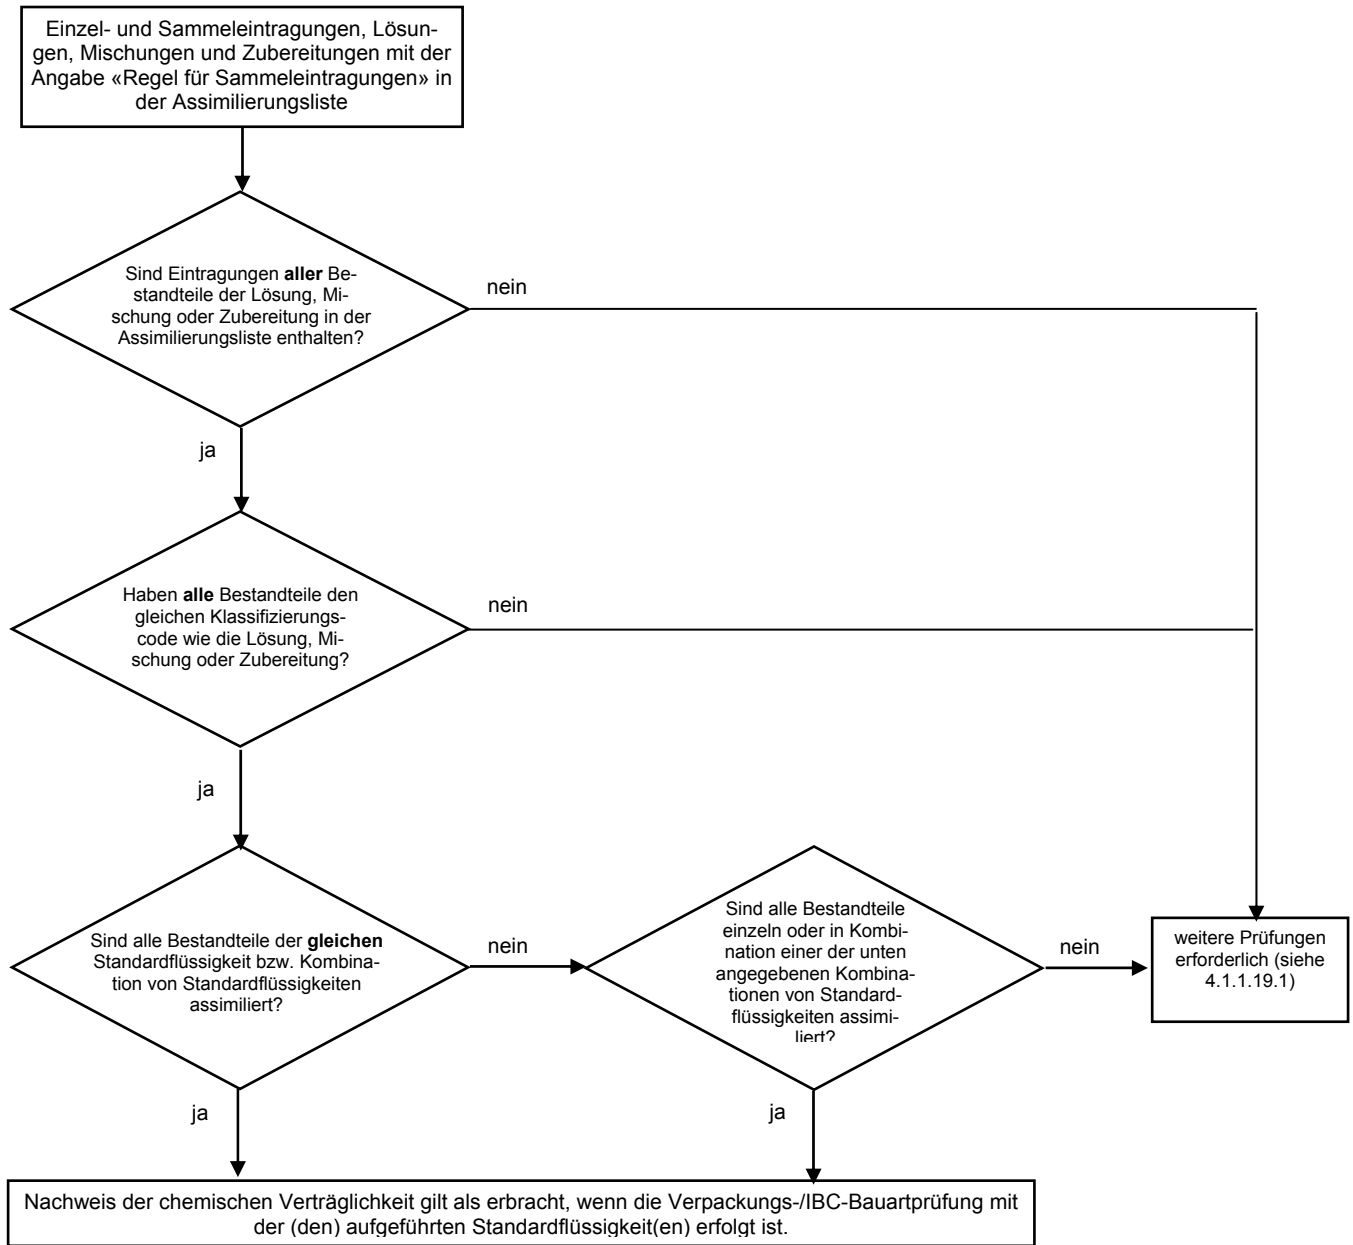 Einzel- und Sammeleintragungen, Lösun-
gen, Mischungen und Zubereitungen mit der
Angabe «Regel für Sammeleintragungen» in
der Assimilierungsliste
Sind Eintragungen aller Be-
standteile der Lösung, Mi-
schung oder Zubereitung in der
Assimilierungsliste enthalten?
nein
ja
Haben alle Bestandteile den
gleichen Klassifizierungs-
code wie die Lösung, Mi-
schung oder Zubereitung?
nein
ja
Sind alle Bestandteile der gleichen
Standardflüssigkeit bzw. Kombina-
tion von Standardflüssigkeiten
assimiliert?
nein
Sind alle Bestandteile
einzeln oder in Kombi-
nation einer der unten
angegebenen Kombina-
tionen von Standard-
flüssigkeiten assimi-
liert?
nein
weitere Prüfungen
erforderlich (siehe
4.1.1.19.1)
ja
ja
Nachweis der chemischen Verträglichkeit gilt als erbracht, wenn die Verpackungs-/IBC-Bauartprüfung mit
der (den) aufgeführten Standardflüssigkeit(en) erfolgt ist.